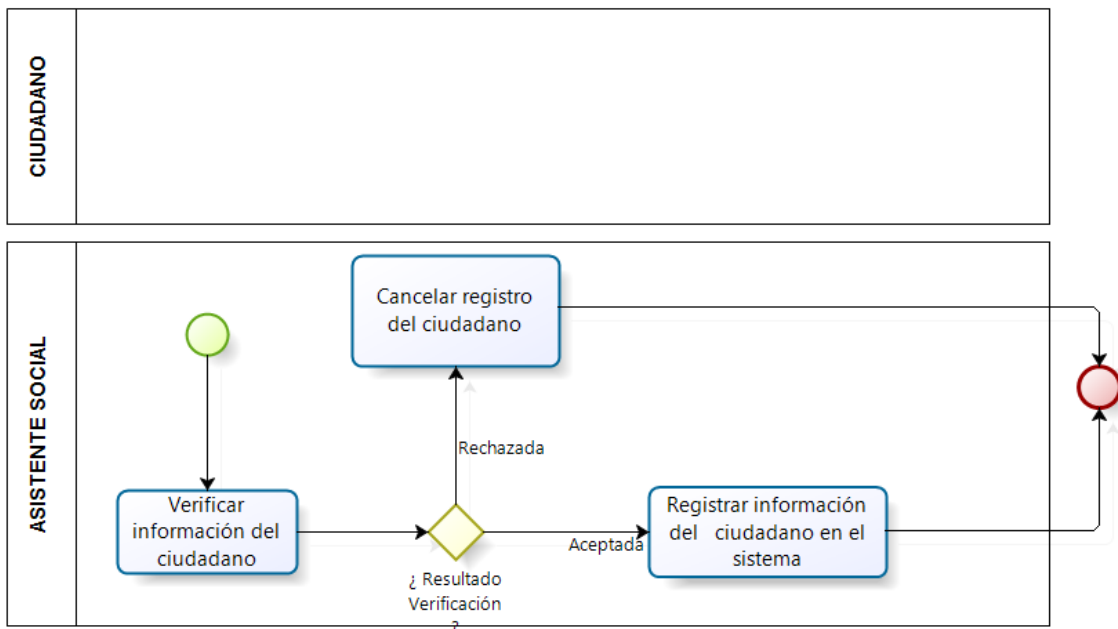 CIUDADANO
ASISTENTE SOCIAL
Cancelar registro
del ciudadano
Rechazada
Verificar
información del
ciudadano
¿ Resultado
Verificación
?
Aceptada
Registrar información
del ciudadano en el
sistema